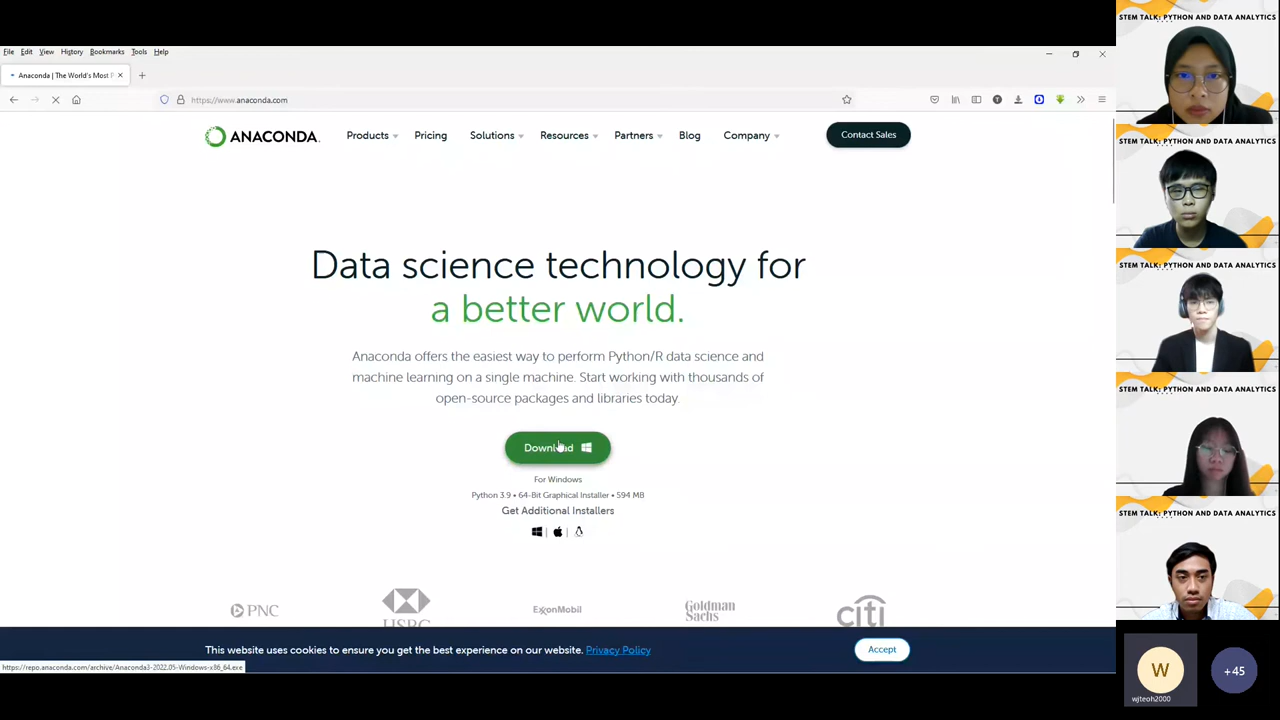 File Edit View History Bookmarks Tools Help
Anaconda | The World's Most P
https://www.anaconda.com
ANACONDA.
Products
Pricing
Solutions
Resources
Partners
Blog
Company
Contact Sales
Data science technology for
a better world.
Anaconda offers the easiest way to perform Python/R data science and
machine learning on a single machine. Start working with thousands of
open-source packages and libraries today.
Download
For Windows
Python 3.9 • 64-Bit Graphical Installer • 594 MB
Get Additional Installers
PNC
HSBC
ExxonMobil
Goldman
Sachs
citi
This website uses cookies to ensure you get the best experience on our website. Privacy Policy
Accept
https://repo.anaconda.com/archive/Anaconda3-2022.05-Windows-x86_64.exe
STEM TALK: PYTHON AND DATA ANALYTICS
STEM TALK: PYTHON AND DATA ANALYTICS
STEM TALK: PYTHON AND DATA ANALYTICS
STEM TALK: PYTHON AND DATA ANALYTICS
STEM TALK: PYTHON AND DATA ANALYTICS
W
wjteoh2000
+45